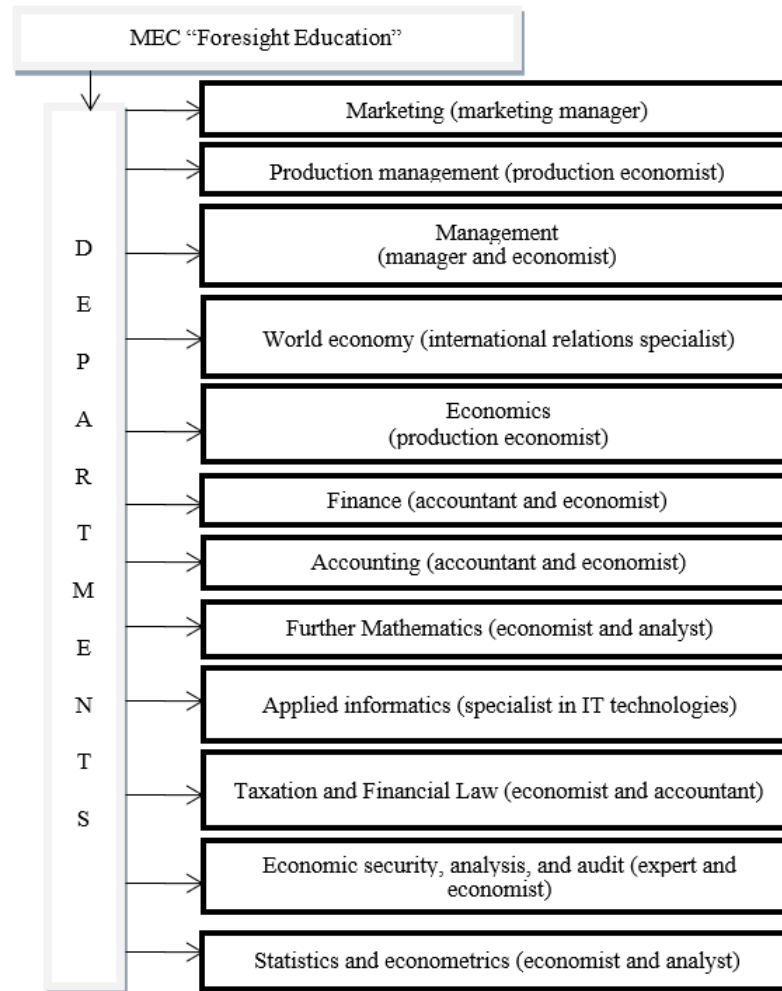 MEC “Foresight Education”
D
E
P
A
R
T
M
E
N
T
S
Marketing (marketing manager)
Production management (production economist)
Management
(manager and economist)
World economy (international relations specialist)
Economics
(production economist)
Finance (accountant and economist)
Accounting (accountant and economist)
Further Mathematics (economist and analyst)
Applied informatics (specialist in IT technologies)
Taxation and Financial Law (economist and accountant)
Economic security, analysis, and audit (expert and
economist)
Statistics and econometrics (economist and analyst)